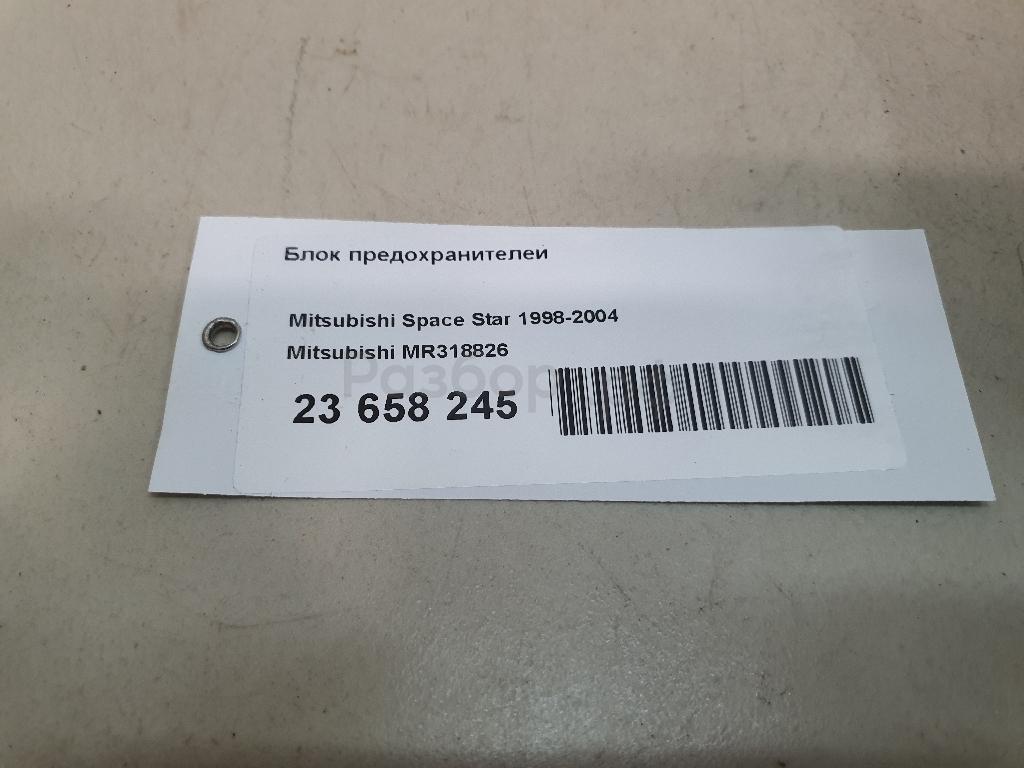 Блок предохранителей
Mitsubishi Space Star 1998-2004
Mitsubishi MR318826
23 658 245